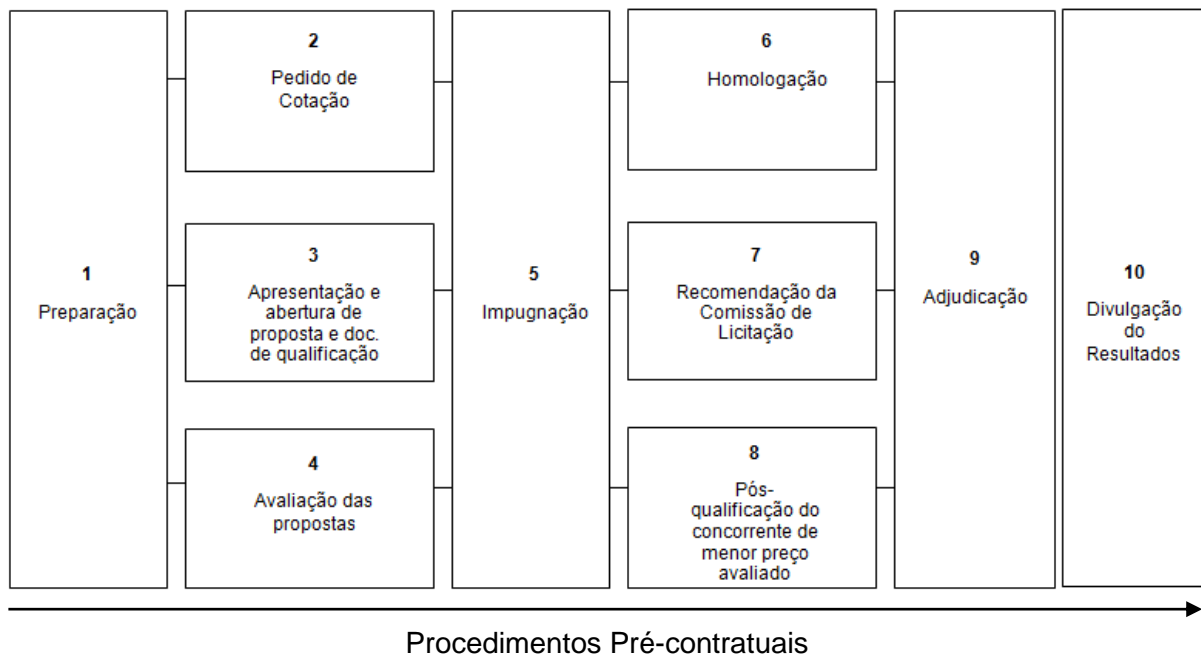 1
Preparação
2
Pedido de
Cotação
3
Apresentação e
abertura de
proposta e doc.
de qualificação
4
Avaliação das
propostas
5
Impugnação
6
Homologação
7
Recomendação da
Comissão de
Licitação
8
Pós-
qualificação do
concorrente de
menor preço
avaliado
9
Adjudicação
10
Divulgação
do
Resultados
Procedimentos Pré-contratuais